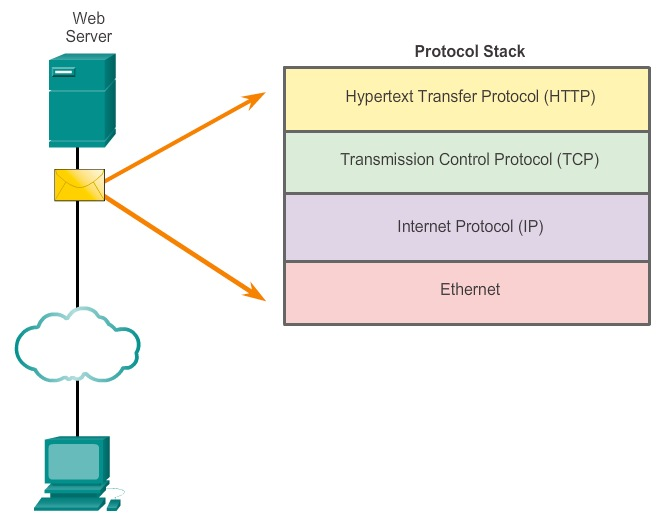 Web
Server
Protocol Stack
Hypertext Transfer Protocol (HTTP)
Transmission Control Protocol (TCP)
Internet Protocol (IP)
Ethernet